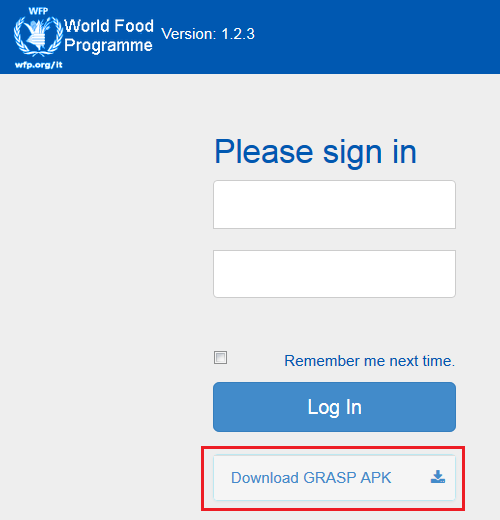 WFP
wfp.org/it
World Food
Programme
Version: 1.2.3
Please sign in
Remember me next time.
Log In
Download GRASP APK